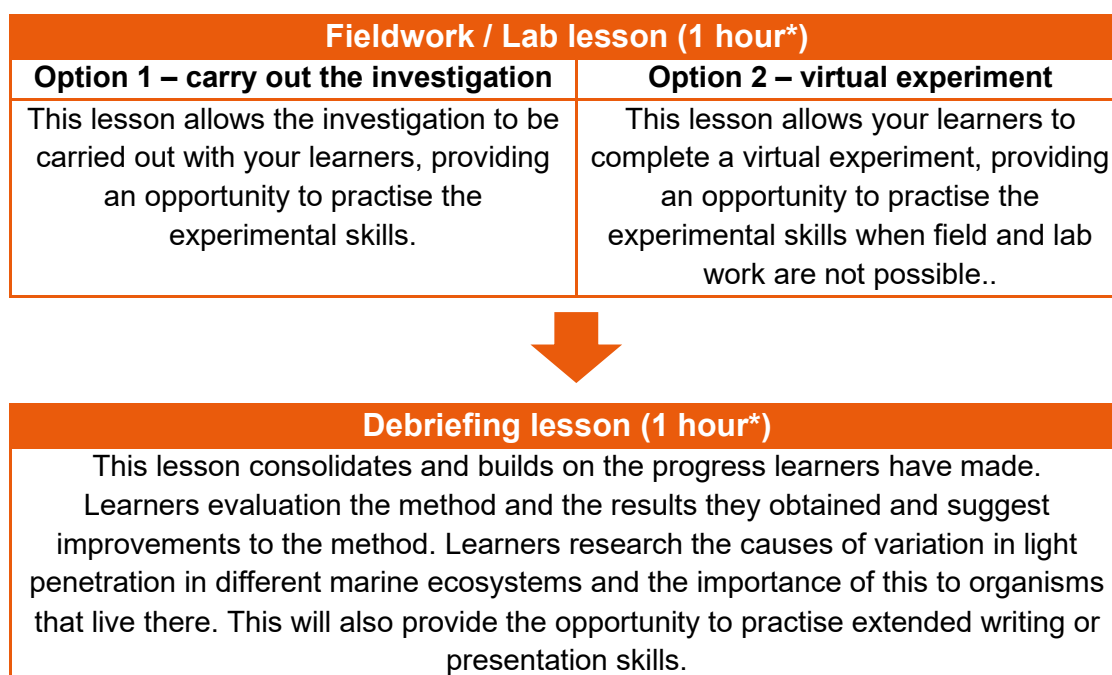 Fieldwork / Lab lesson (1 hour*)
Option 1 – carry out the investigation
This lesson allows the investigation to be
carried out with your learners, providing
an opportunity to practise the
experimental skills.
Option 2 – virtual experiment
This lesson allows your learners to
complete a virtual experiment, providing
an opportunity to practise the
experimental skills when field and lab
work are not possible..
Debriefing lesson (1 hour*)
This lesson consolidates and builds on the progress learners have made.
Learners evaluation the method and the results they obtained and suggest
improvements to the method. Learners research the causes of variation in light
penetration in different marine ecosystems and the importance of this to organisms
that live there. This will also provide the opportunity to practise extended writing or
presentation skills.